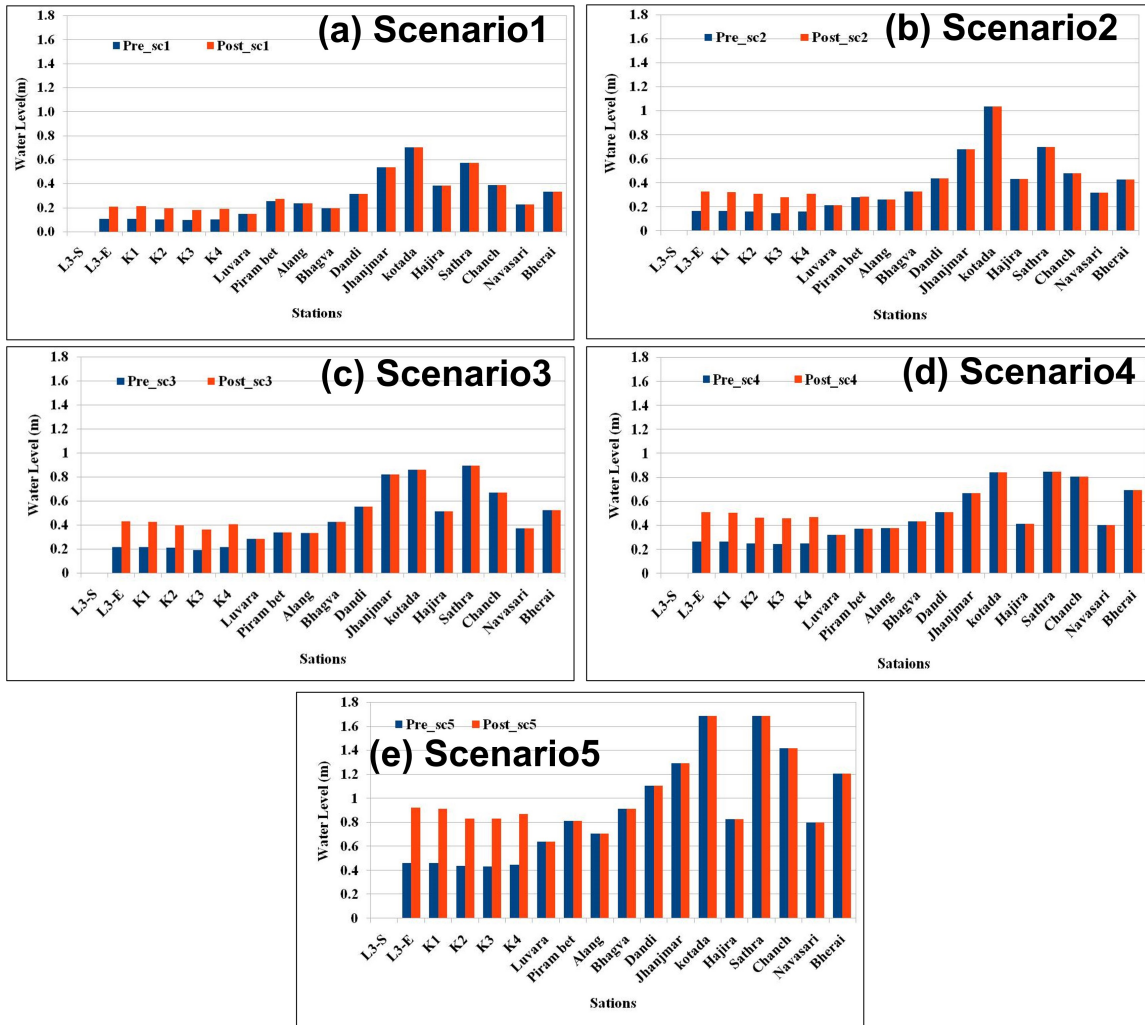 (a) Scenario1
Pre_sc1 Post_sc1
Water Level(m)
1.8
1.6
1.4
1.2
1.0
0.8
0.6
0.4
0.2
0.0
L3-S L3-E K1 K2 K3 K4 Luvara Piram bet Alang Bhagva Dandi Jhanjmar kotada Hajira Sathra Chanch Navasari Bherai
Stations
(b) Scenario2
Pre_sc2 Post_sc2
Wtare Level (m)
1.8
1.6
1.4
1.2
1
0.8
0.6
0.4
0.2
0
L3-S L3-E K1 K2 K3 K4 Luvara Piram bet Alang Bhagva Dandi Jhanjmar kotada Hajira Sathra Chanch Navasari Bherai
Stations
(c) Scenario3
Pre_sc3 Post_sc3
Water Level (m)
1.8
1.6
1.4
1.2
1
0.8
0.6
0.4
0.2
0
L3-S L3-E K1 K2 K3 K4 Luvara Piram bet Alang Bhagva Dandi Jhanjmar kotada Hajira Sathra Chanch Navasari Bherai
Sations
(d) Scenario4
Pre_sc4 Post_sc4
Water Level (m)
1.8
1.6
1.4
1.2
1
0.8
0.6
0.4
0.2
0
L3-S L3-E K1 K2 K3 K4 Luvara Piram bet Alang Bhagva Dandi Jhanjmar kotada Hajira Sathra Chanch Navasari Bherai
Sataions
Pre_sc5 Post_sc5
(e) Scenario5
Water Level (m)
1.8
1.6
1.4
1.2
1
0.8
0.6
0.4
0.2
0
L3-S L3-E K1 K2 K3 K4 Luvara Piram bet Alang Bhagva Dandi Jhanjmar kotada Hajira Sathra Chanch Navasari Bherai
Sations